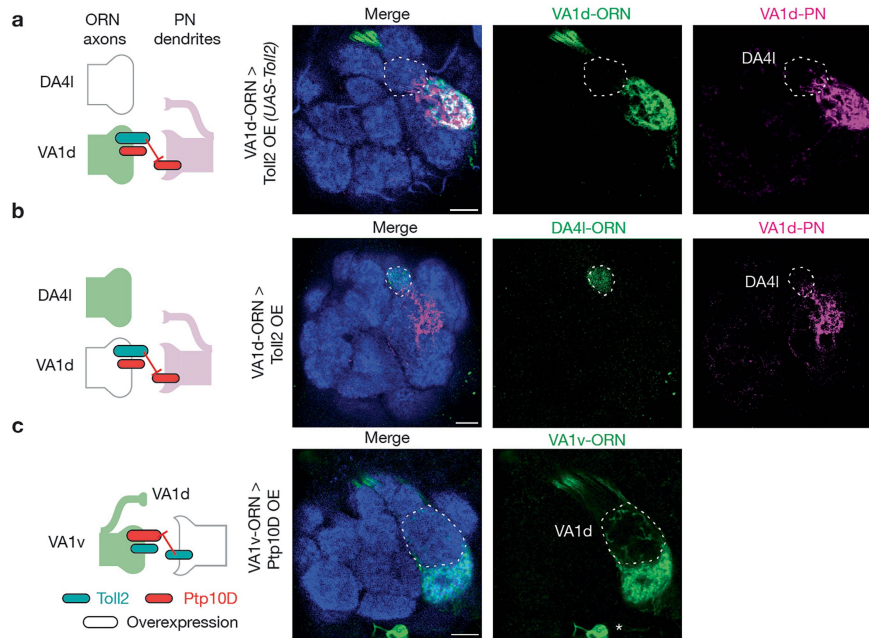 a
ORN axons
PN dendrites
DA4l
VA1d
VA1d-ORN >
Toll2 OE (UAS-Toll2)
Merge
VA1d-ORN
VA1d-PN
DA4l
b
DA4l
VA1d
VA1d-ORN >
Toll2 OE
Merge
DA4l-ORN
VA1d-PN
DA4l
c
VA1d
VA1v
VA1v-ORN >
Ptp10D OE
Merge
VA1v-ORN
VA1d
*
Toll2
Ptp10D
Overexpression